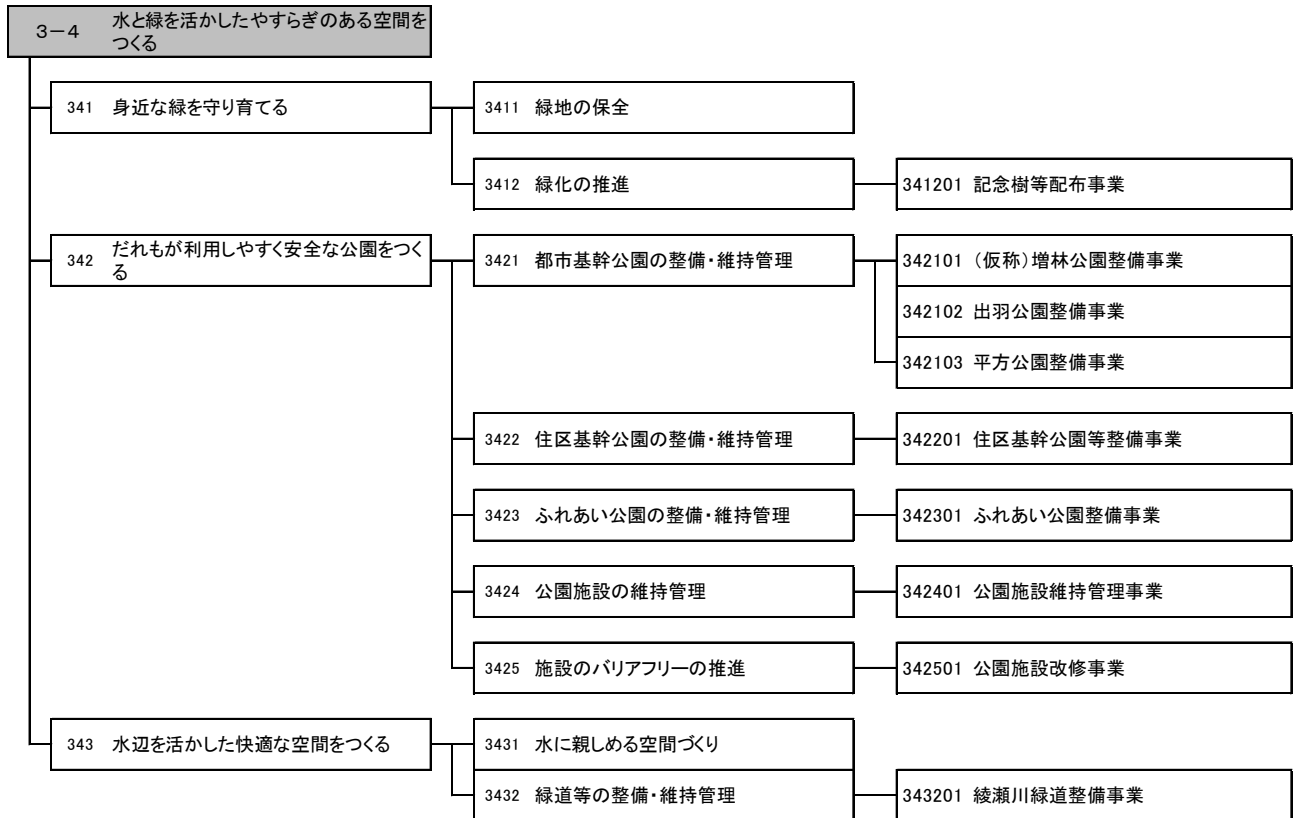 3－4 水と緑を活かしたやすらぎのある空間を
つくる
341 身近な緑を守り育てる
3411 緑地の保全
3412 緑化の推進
341201 記念樹等配布事業
342 だれもが利用しやすく安全な公園をつく
る
3421 都市基幹公園の整備・維持管理
342101 （仮称）増林公園整備事業
342102 出羽公園整備事業
342103 平方公園整備事業
3422 住区基幹公園の整備・維持管理
342201 住区基幹公園等整備事業
3423 ふれあい公園の整備・維持管理
342301 ふれあい公園整備事業
3424 公園施設の維持管理
342401 公園施設維持管理事業
3425 施設のバリアフリーの推進
342501 公園施設改修事業
343 水辺を活かした快適な空間をつくる
3431 水に親しめる空間づくり
3432 緑道等の整備・維持管理
343201 綾瀬川緑道整備事業